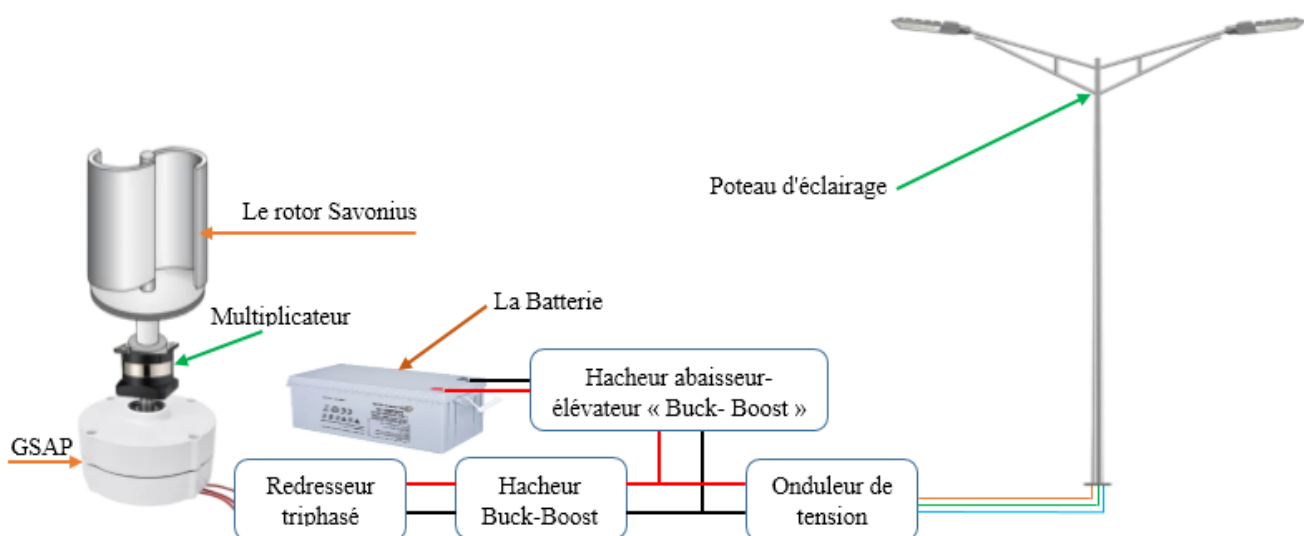 Poteau d'éclairage
Le rotor Savonius
La Batterie
Multiplicateur
Hacheur abaisseur-
élévateur « Buck- Boost »
GSAP
Redresseur
triphasé
Hacheur
Buck-Boost
Onduleur de
tension